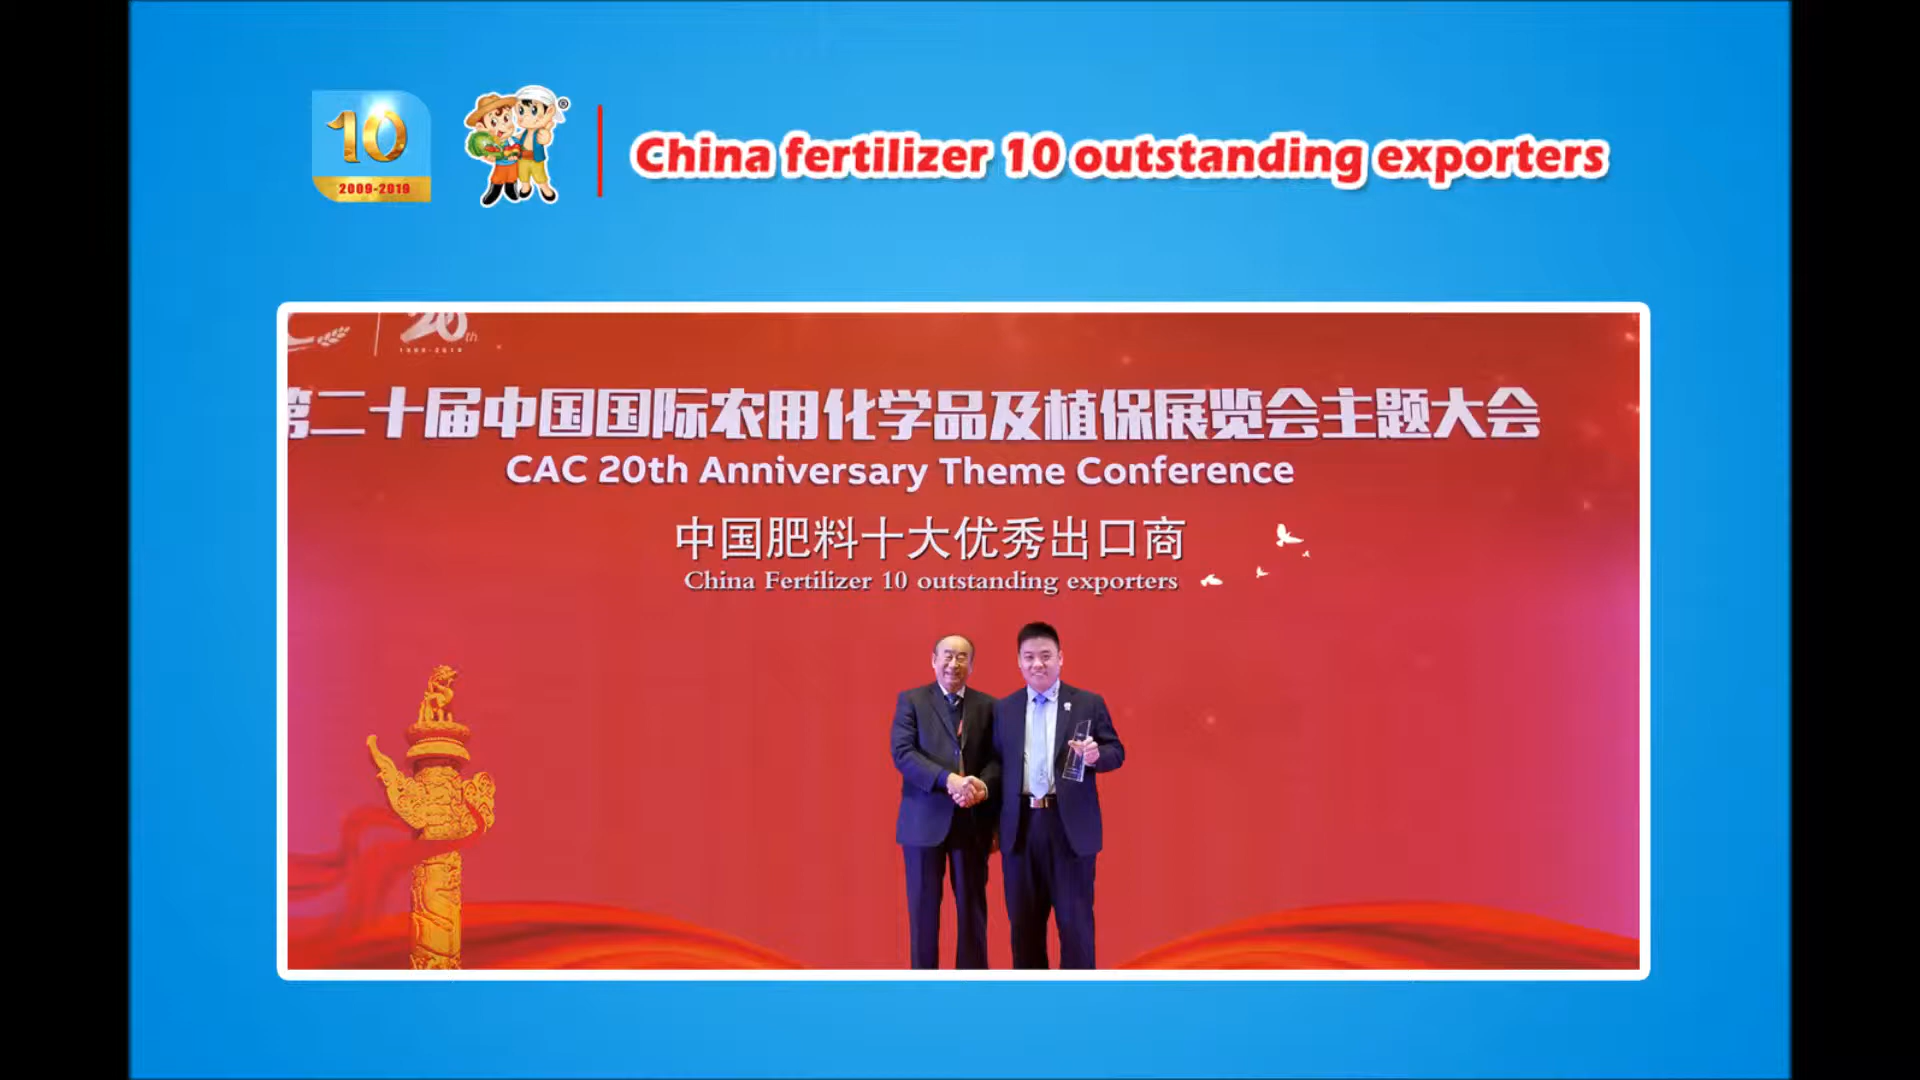 10
2009-2019
®
China fertilizer 10 outstanding exporters
20th
第二十届中国国际农用化学品及植保展览会主题大会
CAC 20th Anniversary Theme Conference
中国肥料十大优秀出口商
China Fertilizer 10 outstanding exporters